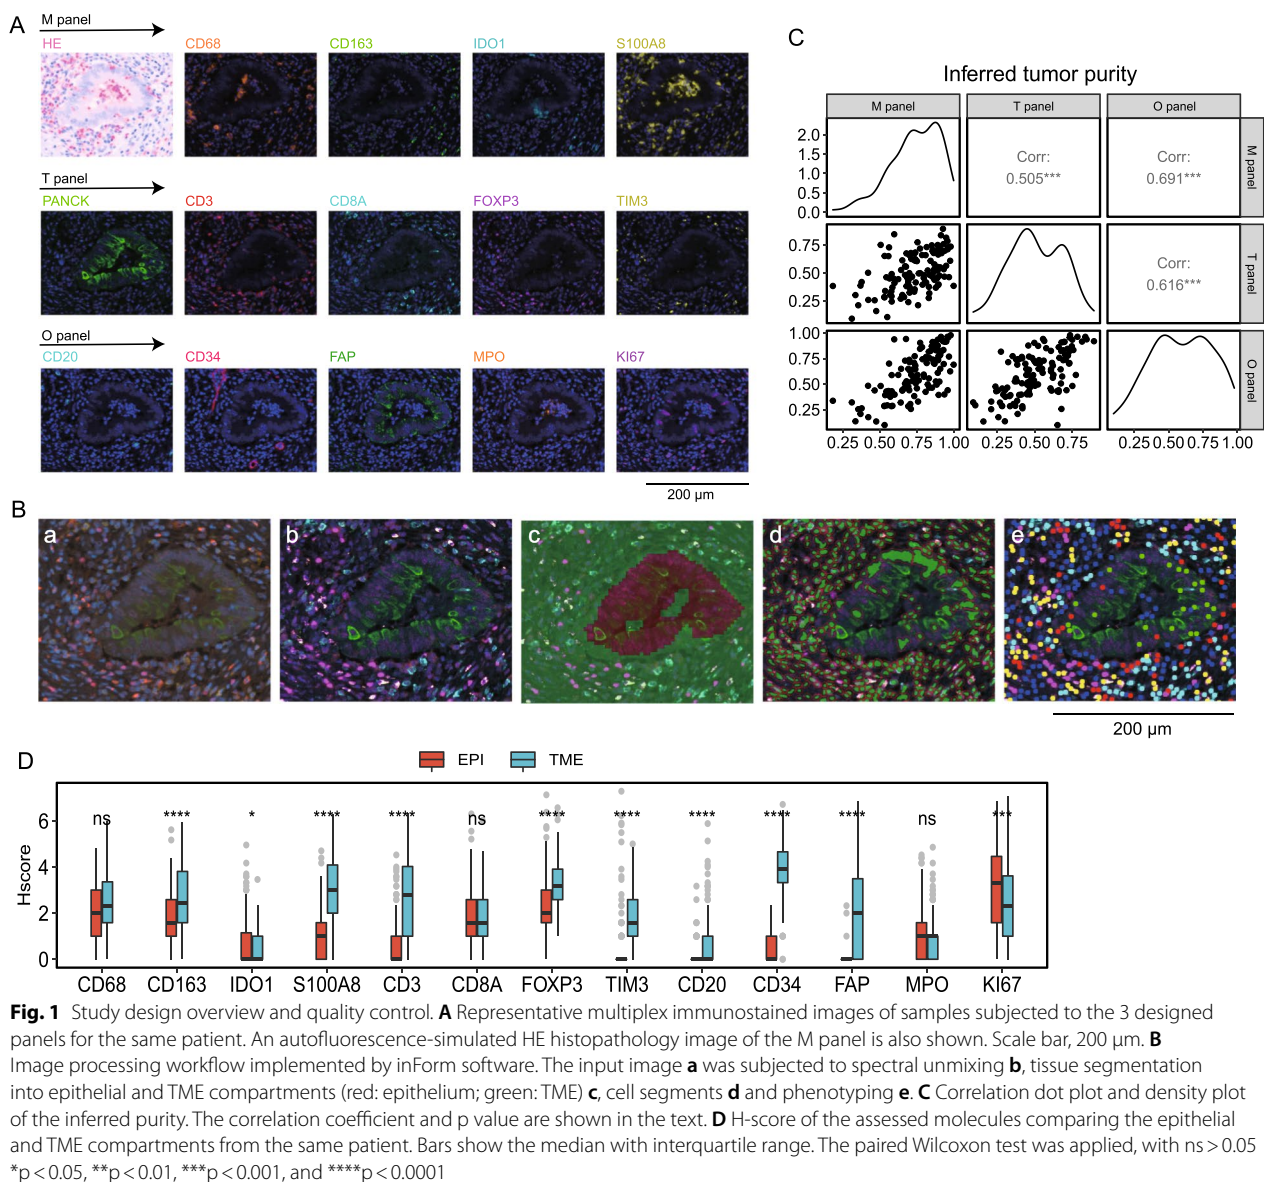 A
M panel
HE
CD68
CD163
IDO1
S100A8
T panel
PANCK
CD3
CD8A
FOXP3
TIM3
O panel
CD20
CD34
FAP
MPO
KI67
200 µm
B
a
b
c
d
e
200 µm
C
Inferred tumor purity
M panel
T panel
O panel
2.0
1.5
1.0
0.5
0.0
Corr:
0.505***
Corr:
0.691***
M panel
0.75
0.50
0.25
Corr:
0.616***
T panel
1.00
0.75
0.50
0.25
O panel
0.25 0.50 0.75 1.00
0.25 0.50 0.75
0.25 0.50 0.75 1.00
D
EPI
TME
Hscore
6
4
2
0
ns
****
*
****
****
ns
****
****
****
****
****
ns
***
CD68 CD163 IDO1 S100A8 CD3 CD8A FOXP3 TIM3 CD20 CD34 FAP MPO KI67
Fig. 1 Study design overview and quality control. A Representative multiplex immunostained images of samples subjected to the 3 designed
panels for the same patient. An autofluorescence-simulated HE histopathology image of the M panel is also shown. Scale bar, 200 µm. B
Image processing workflow implemented by inForm software. The input image a was subjected to spectral unmixing b, tissue segmentation
into epithelial and TME compartments (red: epithelium; green: TME) c, cell segments d and phenotyping e. C Correlation dot plot and density plot
of the inferred purity. The correlation coefficient and p value are shown in the text. D H-score of the assessed molecules comparing the epithelial
and TME compartments from the same patient. Bars show the median with interquartile range. The paired Wilcoxon test was applied, with ns > 0.05
*p < 0.05, **p < 0.01, ***p < 0.001, and ****p < 0.0001